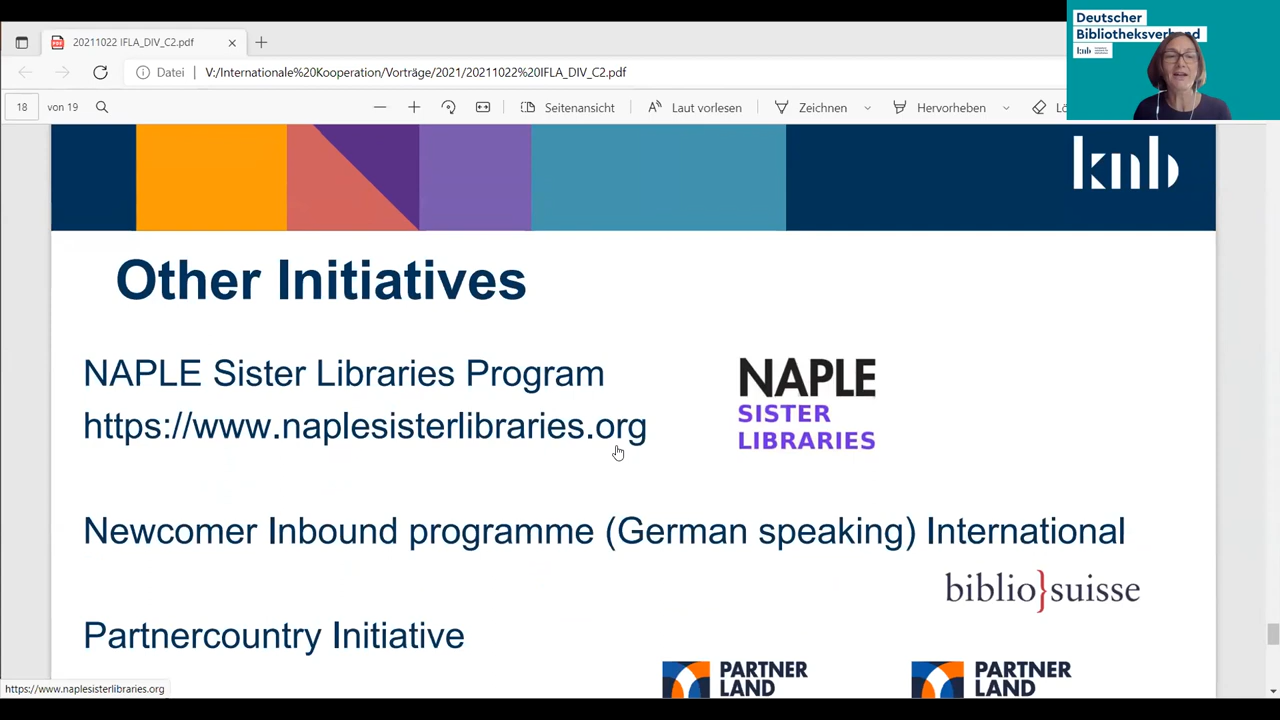 20211022 IFLA_DIV_C2.pdf
Datei
V:/Internationale%20Kooperation/Vorträge/2021/20211022%20IFLA_DIV_C2.pdf
18 von 19
Seitenansicht
Laut vorlesen
Zeichnen
Hervorheben
Deutscher
Bibliotheksverband
knb
knb
Other Initiatives
NAPLE Sister Libraries Program
https://www.naplesisterlibraries.org
NAPLE
SISTER
LIBRARIES
Newcomer Inbound programme (German speaking) International
biblio}suisse
Partnercountry Initiative
PARTNER
LAND
PARTNER
LAND
https://www.naplesisterlibraries.org